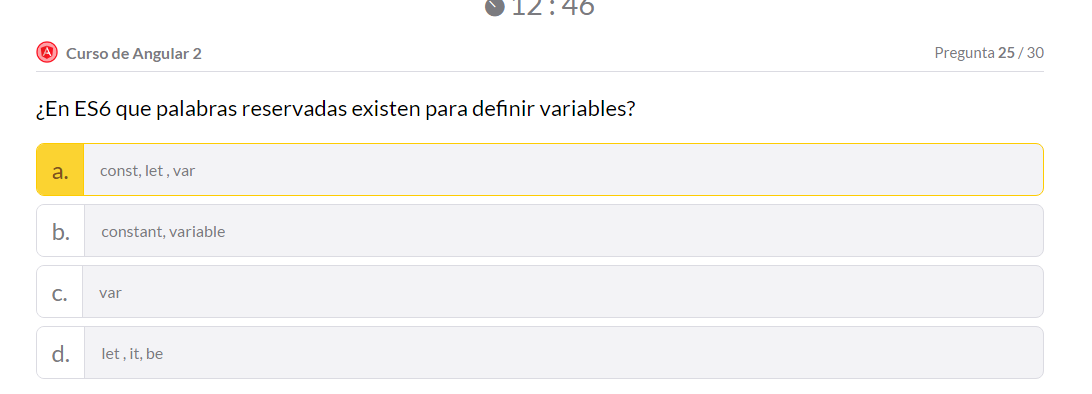 12 : 46
Curso de Angular 2
Pregunta 25 / 30
¿En ES6 que palabras reservadas existen para definir variables?
a. const, let , var
b. constant, variable
c. var
d. let , it, be